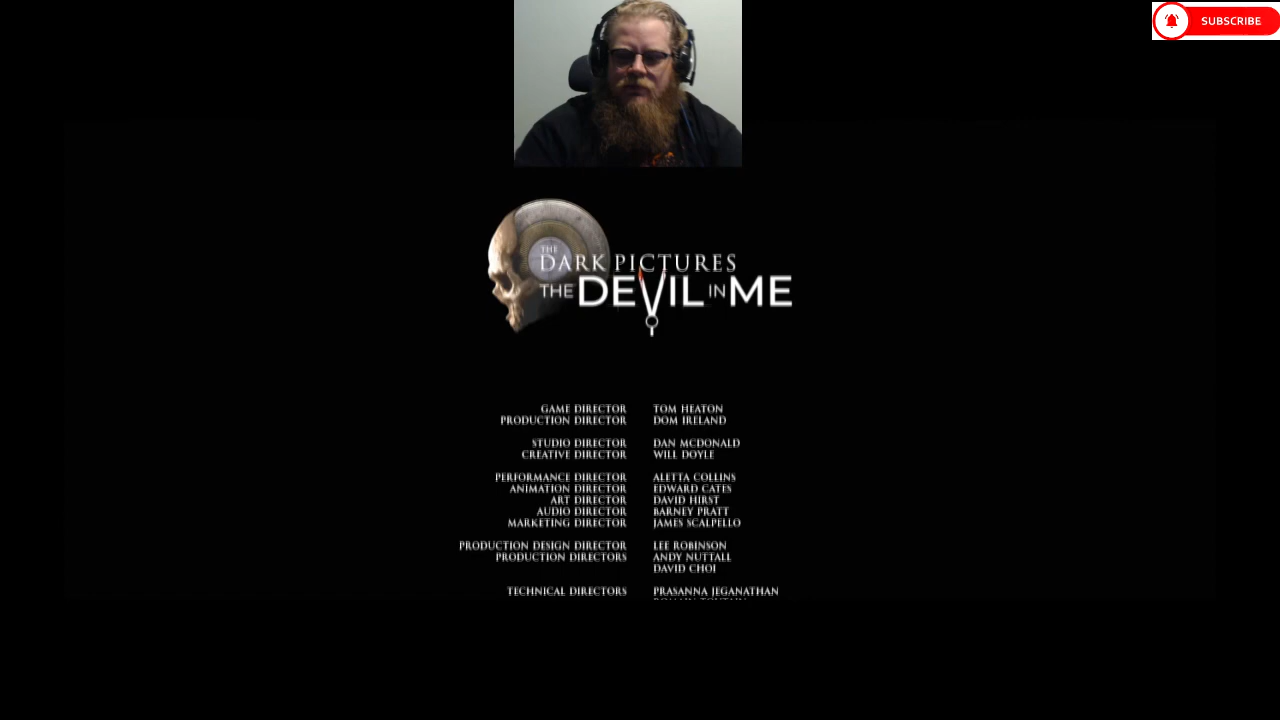 SUBSCRIBE
THE
DARK PICTURES
THE DEVIL IN ME
GAME DIRECTOR TOM HEATON
PRODUCTION DIRECTOR DOM IRELAND
STUDIO DIRECTOR DAN MCDONALD
CREATIVE DIRECTOR WILL DOYLE
PERFORMANCE DIRECTOR ALETTA COLLINS
ANIMATION DIRECTOR EDWARD CATES
ART DIRECTOR DAVID HIRST
AUDIO DIRECTOR BARNEY PRATT
MARKETING DIRECTOR JAMES SCALPELLO
PRODUCTION DESIGN DIRECTOR LEE ROBINSON
PRODUCTION DIRECTORS ANDY NUTTALL
DAVID CHOI
TECHNICAL DIRECTORS PRASANNA JEGANATHAN